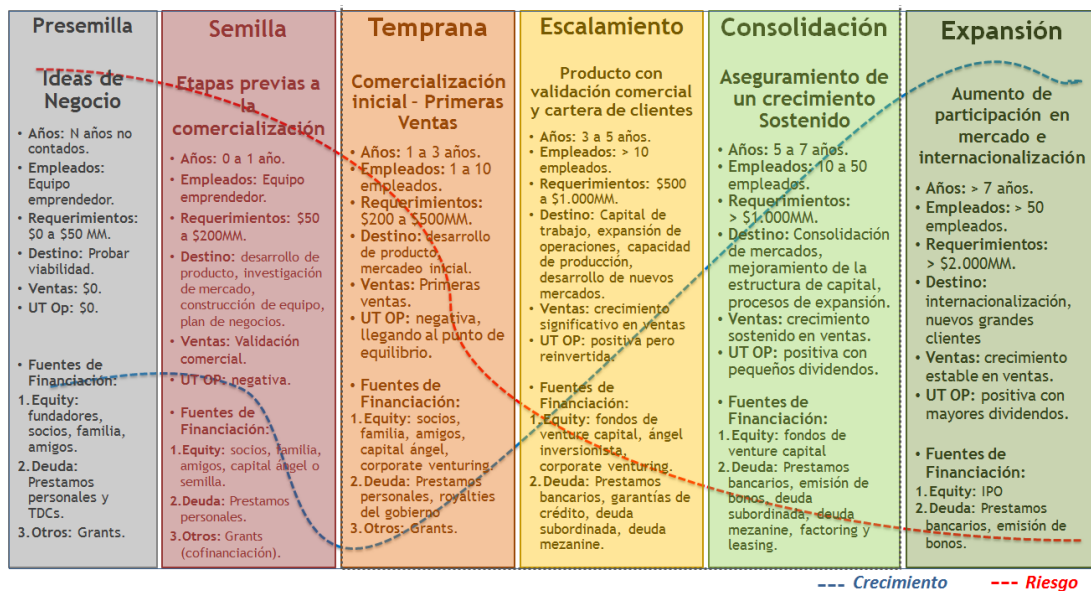 Presemilla
Ideas de
Negocio
• Años: N años no
contados.
• Empleados:
Equipo
emprendedor.
• Requerimientos:
$0 a $50 MM.
• Destino: Probar
viabilidad.
• Ventas: $0.
• UT Op: $0.
• Fuentes de
Financiación:
1.Equity:
fundadores,
socios, familia,
amigos.
2.Deuda:
Prestamos
personales y
TDCs.
3.Otros: Grants.
Semilla
Etapas previas a
la
comercialización
• Años: 0 a 1 año.
• Empleados: Equipo
emprendedor.
• Requerimientos: $50
a $200MM.
• Destino: desarrollo de
producto, investigación
de mercado,
construcción de equipo,
plan de negocios.
• Ventas: Validación
comercial.
• UT OP: negativa.
• Fuentes de
Financiación:
1.Equity: socios, familia,
amigos, capital ángel o
semilla.
2.Deuda: Prestamos
personales.
3.Otros: Grants
(cofinanciación).
Temprana
Comercialización
inicial – Primeras
Ventas
• Años: 1 a 3 años.
• Empleados: 1 a 10
empleados.
• Requerimientos:
$200 a $500MM.
• Destino: desarrollo
de producto,
mercadeo inicial.
• Ventas: Primeras
ventas.
• UT OP: negativa,
llegando al punto de
equilibrio.
• Fuentes de
Financiación:
1.Equity: socios,
familia, amigos,
capital ángel,
corporate venturing.
2.Deuda: Prestamos
personales, royalties
del gobierno
3.Otros: Grants.
Escalamiento
Producto con
validación comercial
y cartera de clientes
• Años: 3 a 5 años.
• Empleados: > 10
empleados.
• Requerimientos: $500
a $1.000MM.
• Destino: Capital de
trabajo, expansión de
operaciones, capacidad
de producción,
desarrollo de nuevos
mercados.
• Ventas: crecimiento
significativo en ventas
• UT OP: positiva pero
reinvertida.
• Fuentes de
Financiación:
1.Equity: fondos de
venture capital, ángel
inversionista,
corporate venturing.
2.Deuda: Prestamos
bancarios, garantías de
crédito, deuda
subordinada, deuda
mezanine.
Consolidación
Aseguramiento de
un crecimiento
Sostenido
• Años: 5 a 7 años.
• Empleados: 10 a 50
empleados.
• Requerimientos:
> $1.000MM.
• Destino: Consolidación
de mercados,
mejoramiento de la
estructura de capital,
procesos de expansión.
• Ventas: crecimiento
sostenido en ventas.
• UT OP: positiva con
pequeños dividendos.
• Fuentes de
Financiación:
1.Equity: fondos de
venture capital
2.Deuda: Prestamos
bancarios, emisión de
bonos, deuda
subordinada, deuda
mezanine, factoring y
leasing.
Expansión
Aumento de
participación en
mercado e
internacionalización
• Años: > 7 años.
• Empleados: > 50
empleados.
• Requerimientos:
> $2.000MM.
• Destino:
internacionalización,
nuevos grandes
clientes
• Ventas: crecimiento
estable en ventas.
• UT OP: positiva con
mayores dividendos.
• Fuentes de
Financiación:
1.Equity: IPO
2.Deuda: Prestamos
bancarios, emisión de
bonos.
Crecimiento
Riesgo